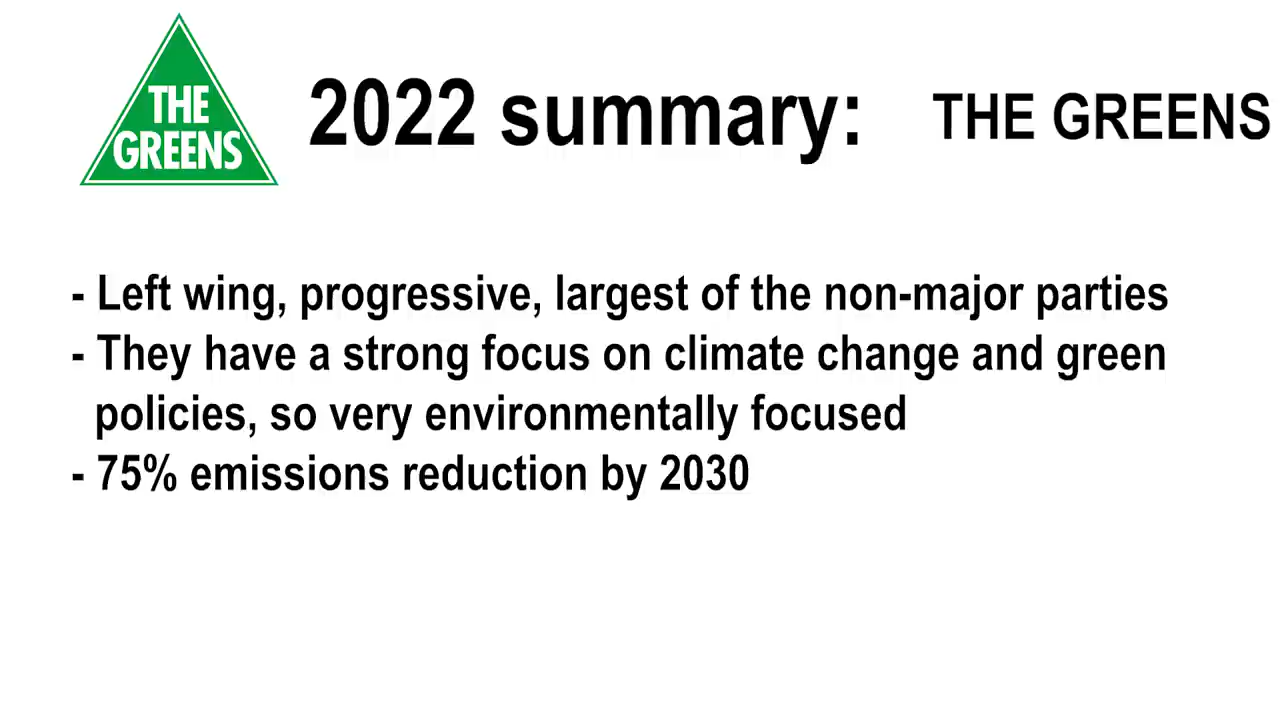 THE
GREENS
2022 summary: THE GREENS
- Left wing, progressive, largest of the non-major parties
- They have a strong focus on climate change and green
policies, so very environmentally focused
- 75% emissions reduction by 2030